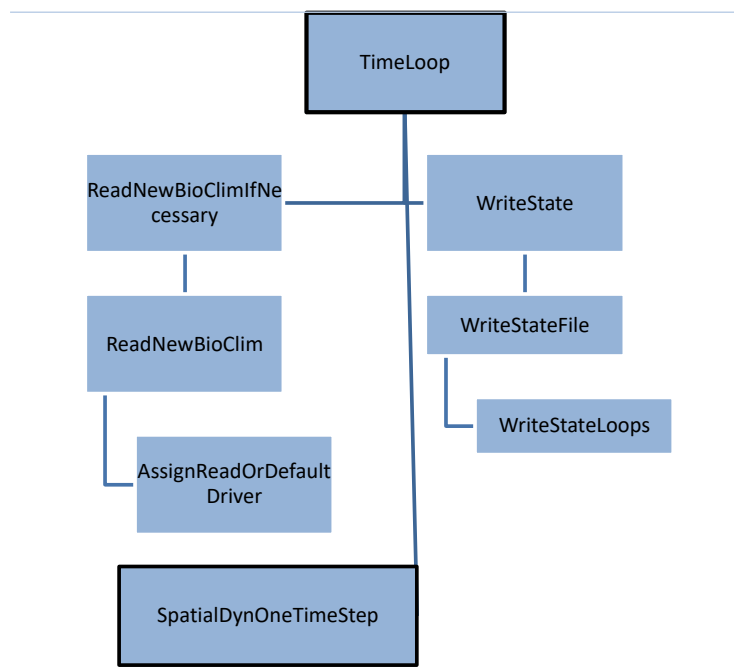 TimeLoop
ReadNewBioClimIfNe
cessary
WriteState
ReadNewBioClim
WriteStateFile
WriteStateLoops
AssignReadOrDefault
Driver
SpatialDynOneTimeStep